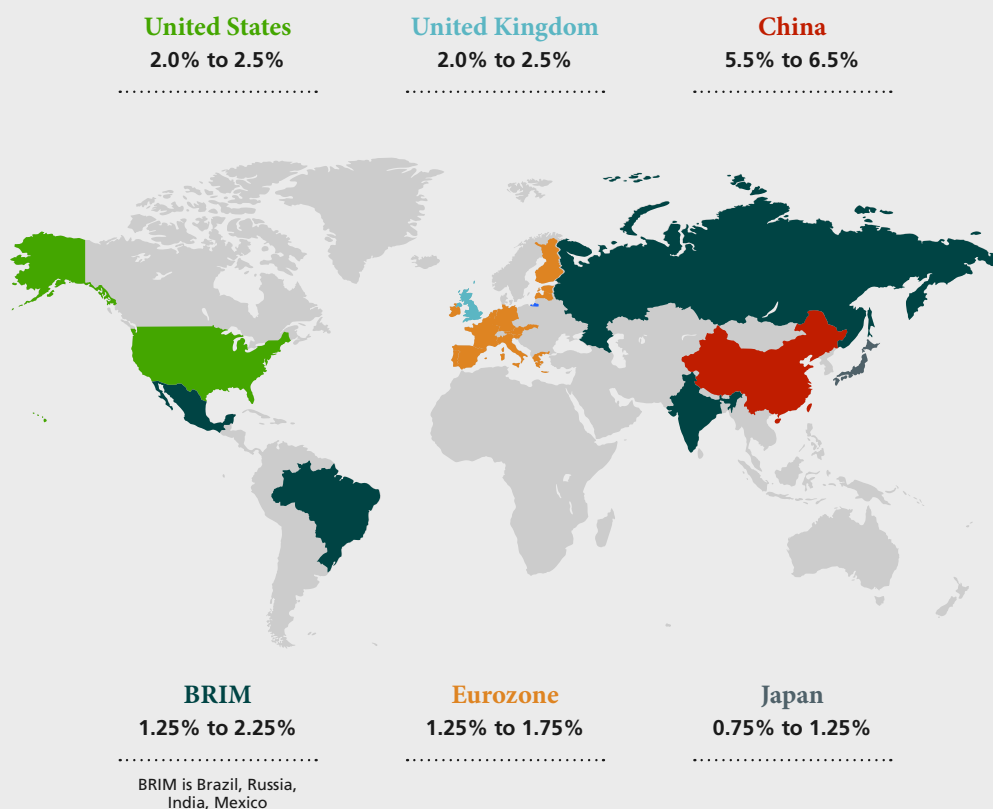 United States
2.0% to 2.5%
United Kingdom
2.0% to 2.5%
China
5.5% to 6.5%
BRIM
1.25% to 2.25%
BRIM is Brazil, Russia,
India, Mexico
Eurozone
1.25% to 1.75%
Japan
0.75% to 1.25%